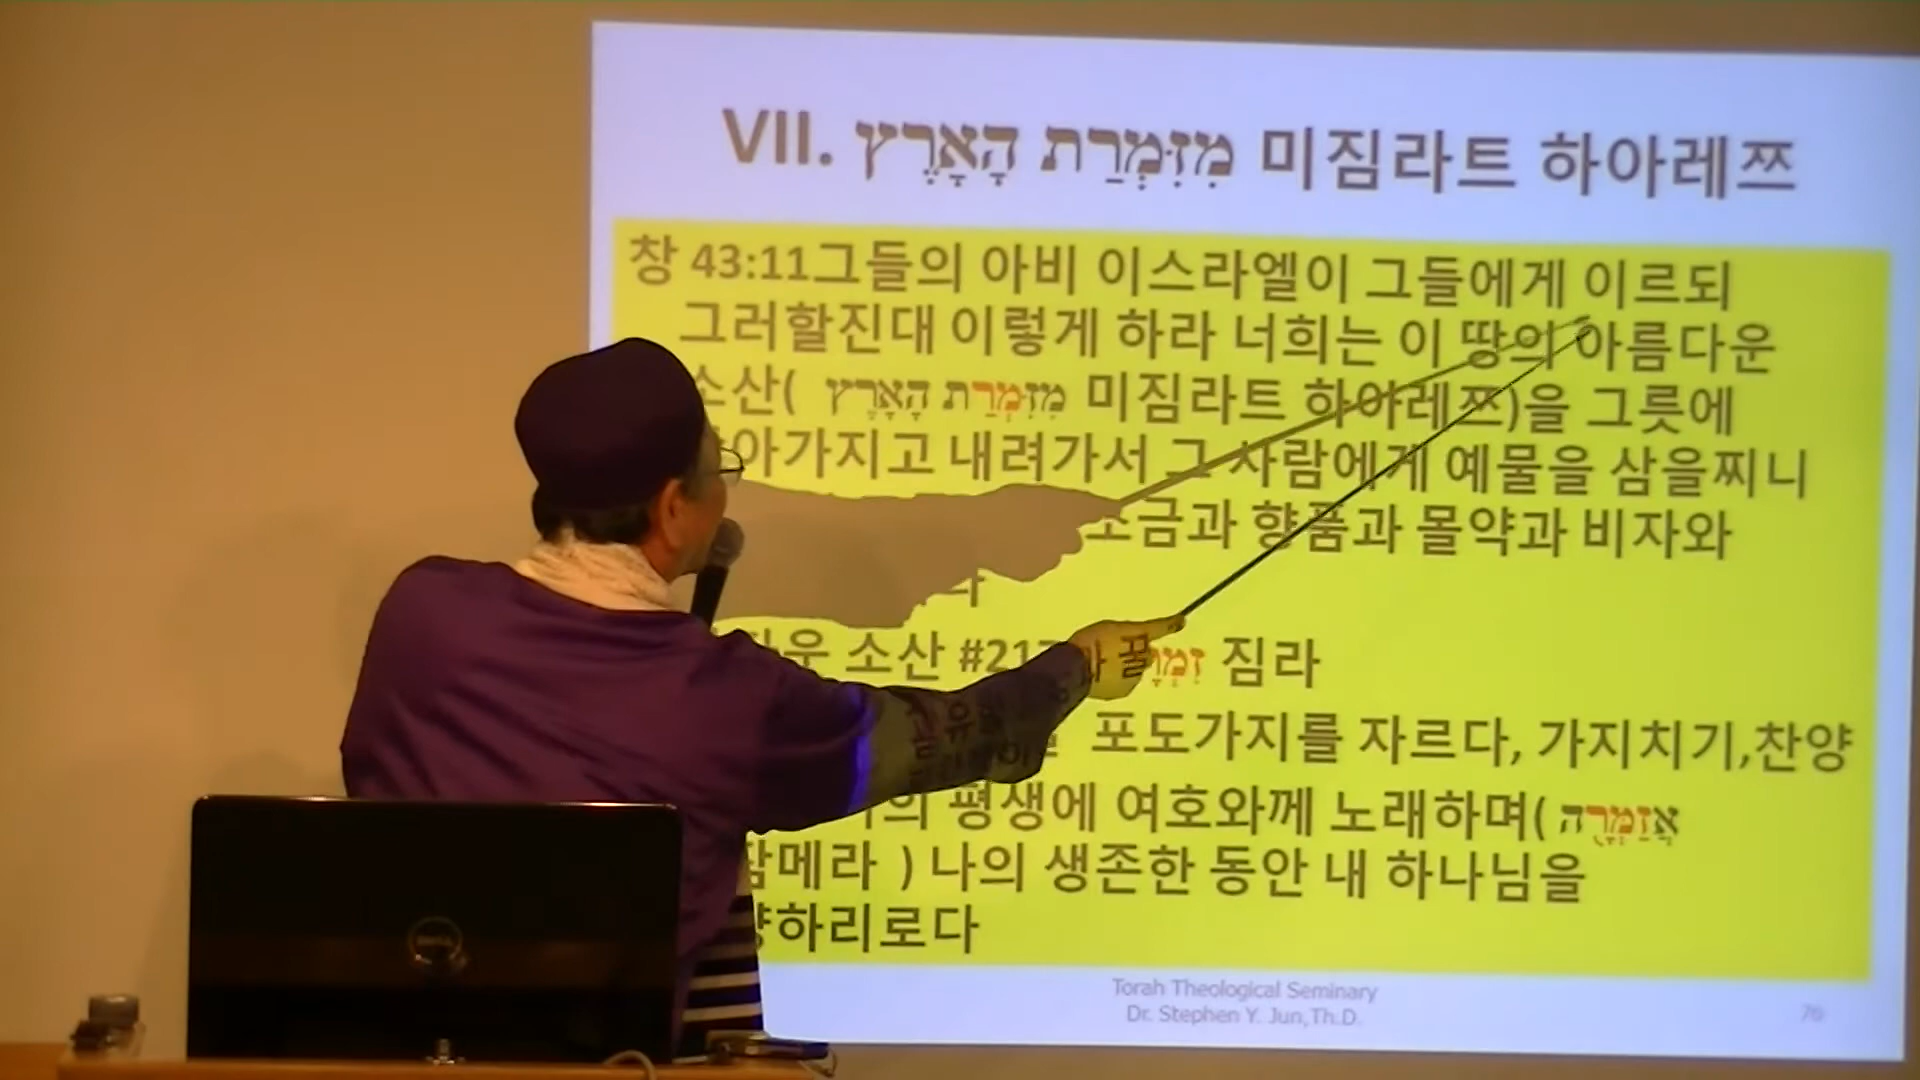 VII. מִזִּמְרַת הָאָרֶץ 미짐라트 하아레쯔
창 43:11그들의 아비 이스라엘이 그들에게 이르되
그러할진대 이렇게 하라 너희는 이 땅의 아름다운
소산( מִזִּמְרַת הָאָרֶץ 미짐라트 하아레쯔)을 그릇에
담아가지고 내려가서 그 사람에게 예물을 삼을찌니
조금과 향품과 몰약과 비자와
소산 짐라
포도가지를 자르다, 가지치기,찬양
나의 평생에 여호와께 노래하며( אֲזַמְּרָה
) 나의 생존한 동안 내 하나님을
찬양하리로다
Torah Theological Seminary
Dr. Stephen Y. Jun,Th.D.
76
DELL